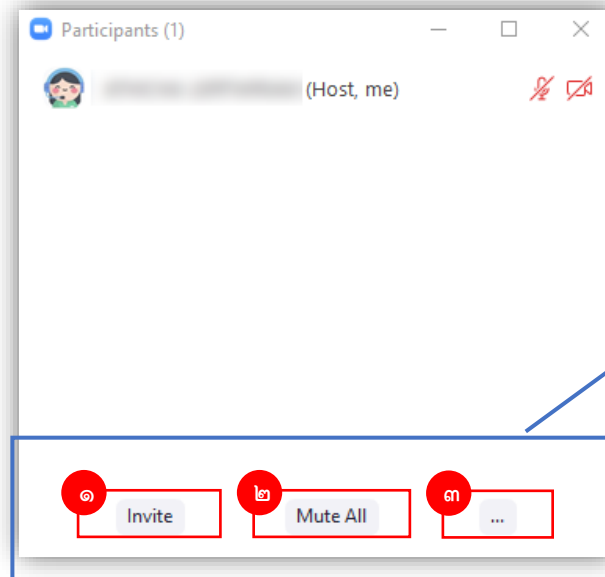 Participants (1)
(Host, me)
๑ ๒ ๓
Invite Mute All ...